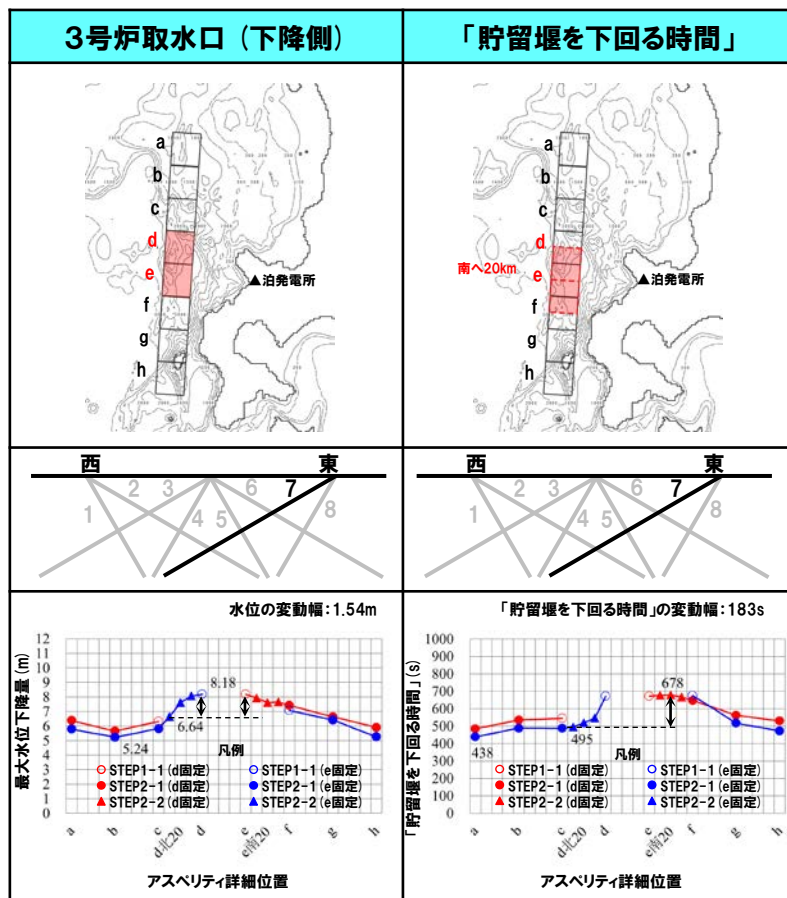 3号炉取水口（下降側）
「貯留堰を下回る時間」
a
b
c
d
e
f
g
h
▲泊発電所
a
b
c
d
南へ20km
e
f
g
h
▲泊発電所
西
東
1
2
3
4
5
6
7
8
西
東
1
2
3
4
5
6
7
8
水位の変動幅：1.54m
最大水位下降量(m)
12
11
10
9
8
7
6
5
4
3
2
1
0
8.18
6.64
5.24
凡例
STEP1-1(d固定)
STEP1-1(e固定)
STEP2-1(d固定)
STEP2-1(e固定)
STEP2-2(d固定)
STEP2-2(e固定)
a
b
c
d北20
d
e
e南20
f
g
h
アスペリティ詳細位置
「貯留堰を下回る時間」の変動幅：183s
「貯留堰を下回る時間」(s)
1000
900
800
700
600
500
400
300
200
100
0
678
495
438
凡例
STEP1-1(d固定)
STEP1-1(e固定)
STEP2-1(d固定)
STEP2-1(e固定)
STEP2-2(d固定)
STEP2-2(e固定)
a
b
c
d北20
d
e
e南20
f
g
h
アスペリティ詳細位置